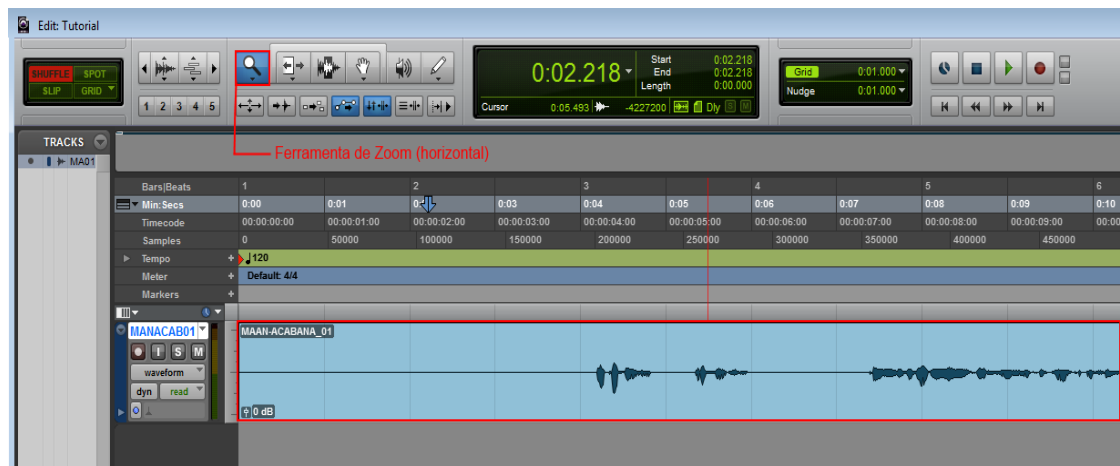 Edit: Tutorial
SHUFFLE SPOT
SLIP GRID
1 2 3 4 5
0:02.218
Start 0:02.218
End 0:02.218
Length 0:00.000
Cursor 0:05.493 -4227200 Dly S M
Grid 0:01.000
Nudge 0:01.000
TRACKS
MA01
Ferramenta de Zoom (horizontal)
Bars|Beats 1 2 3 4 5 6
Min:Secs 0:00 0:01 0:03 0:04 0:05 0:06 0:07 0:08 0:09 0:10
Timecode 00:00:00:00 00:00:01:00 00:00:02:00 00:00:03:00 00:00:04:00 00:00:05:00 00:00:06:00 00:00:07:00 00:00:08:00 00:00:09:00 00:00
Samples 0 50000 100000 150000 200000 250000 300000 350000 400000 450000
Tempo + 120
Meter + Default: 4/4
Markers +
MANACAB01
MAAN-ACABANA_01
I S M
waveform
dyn read
0 dB